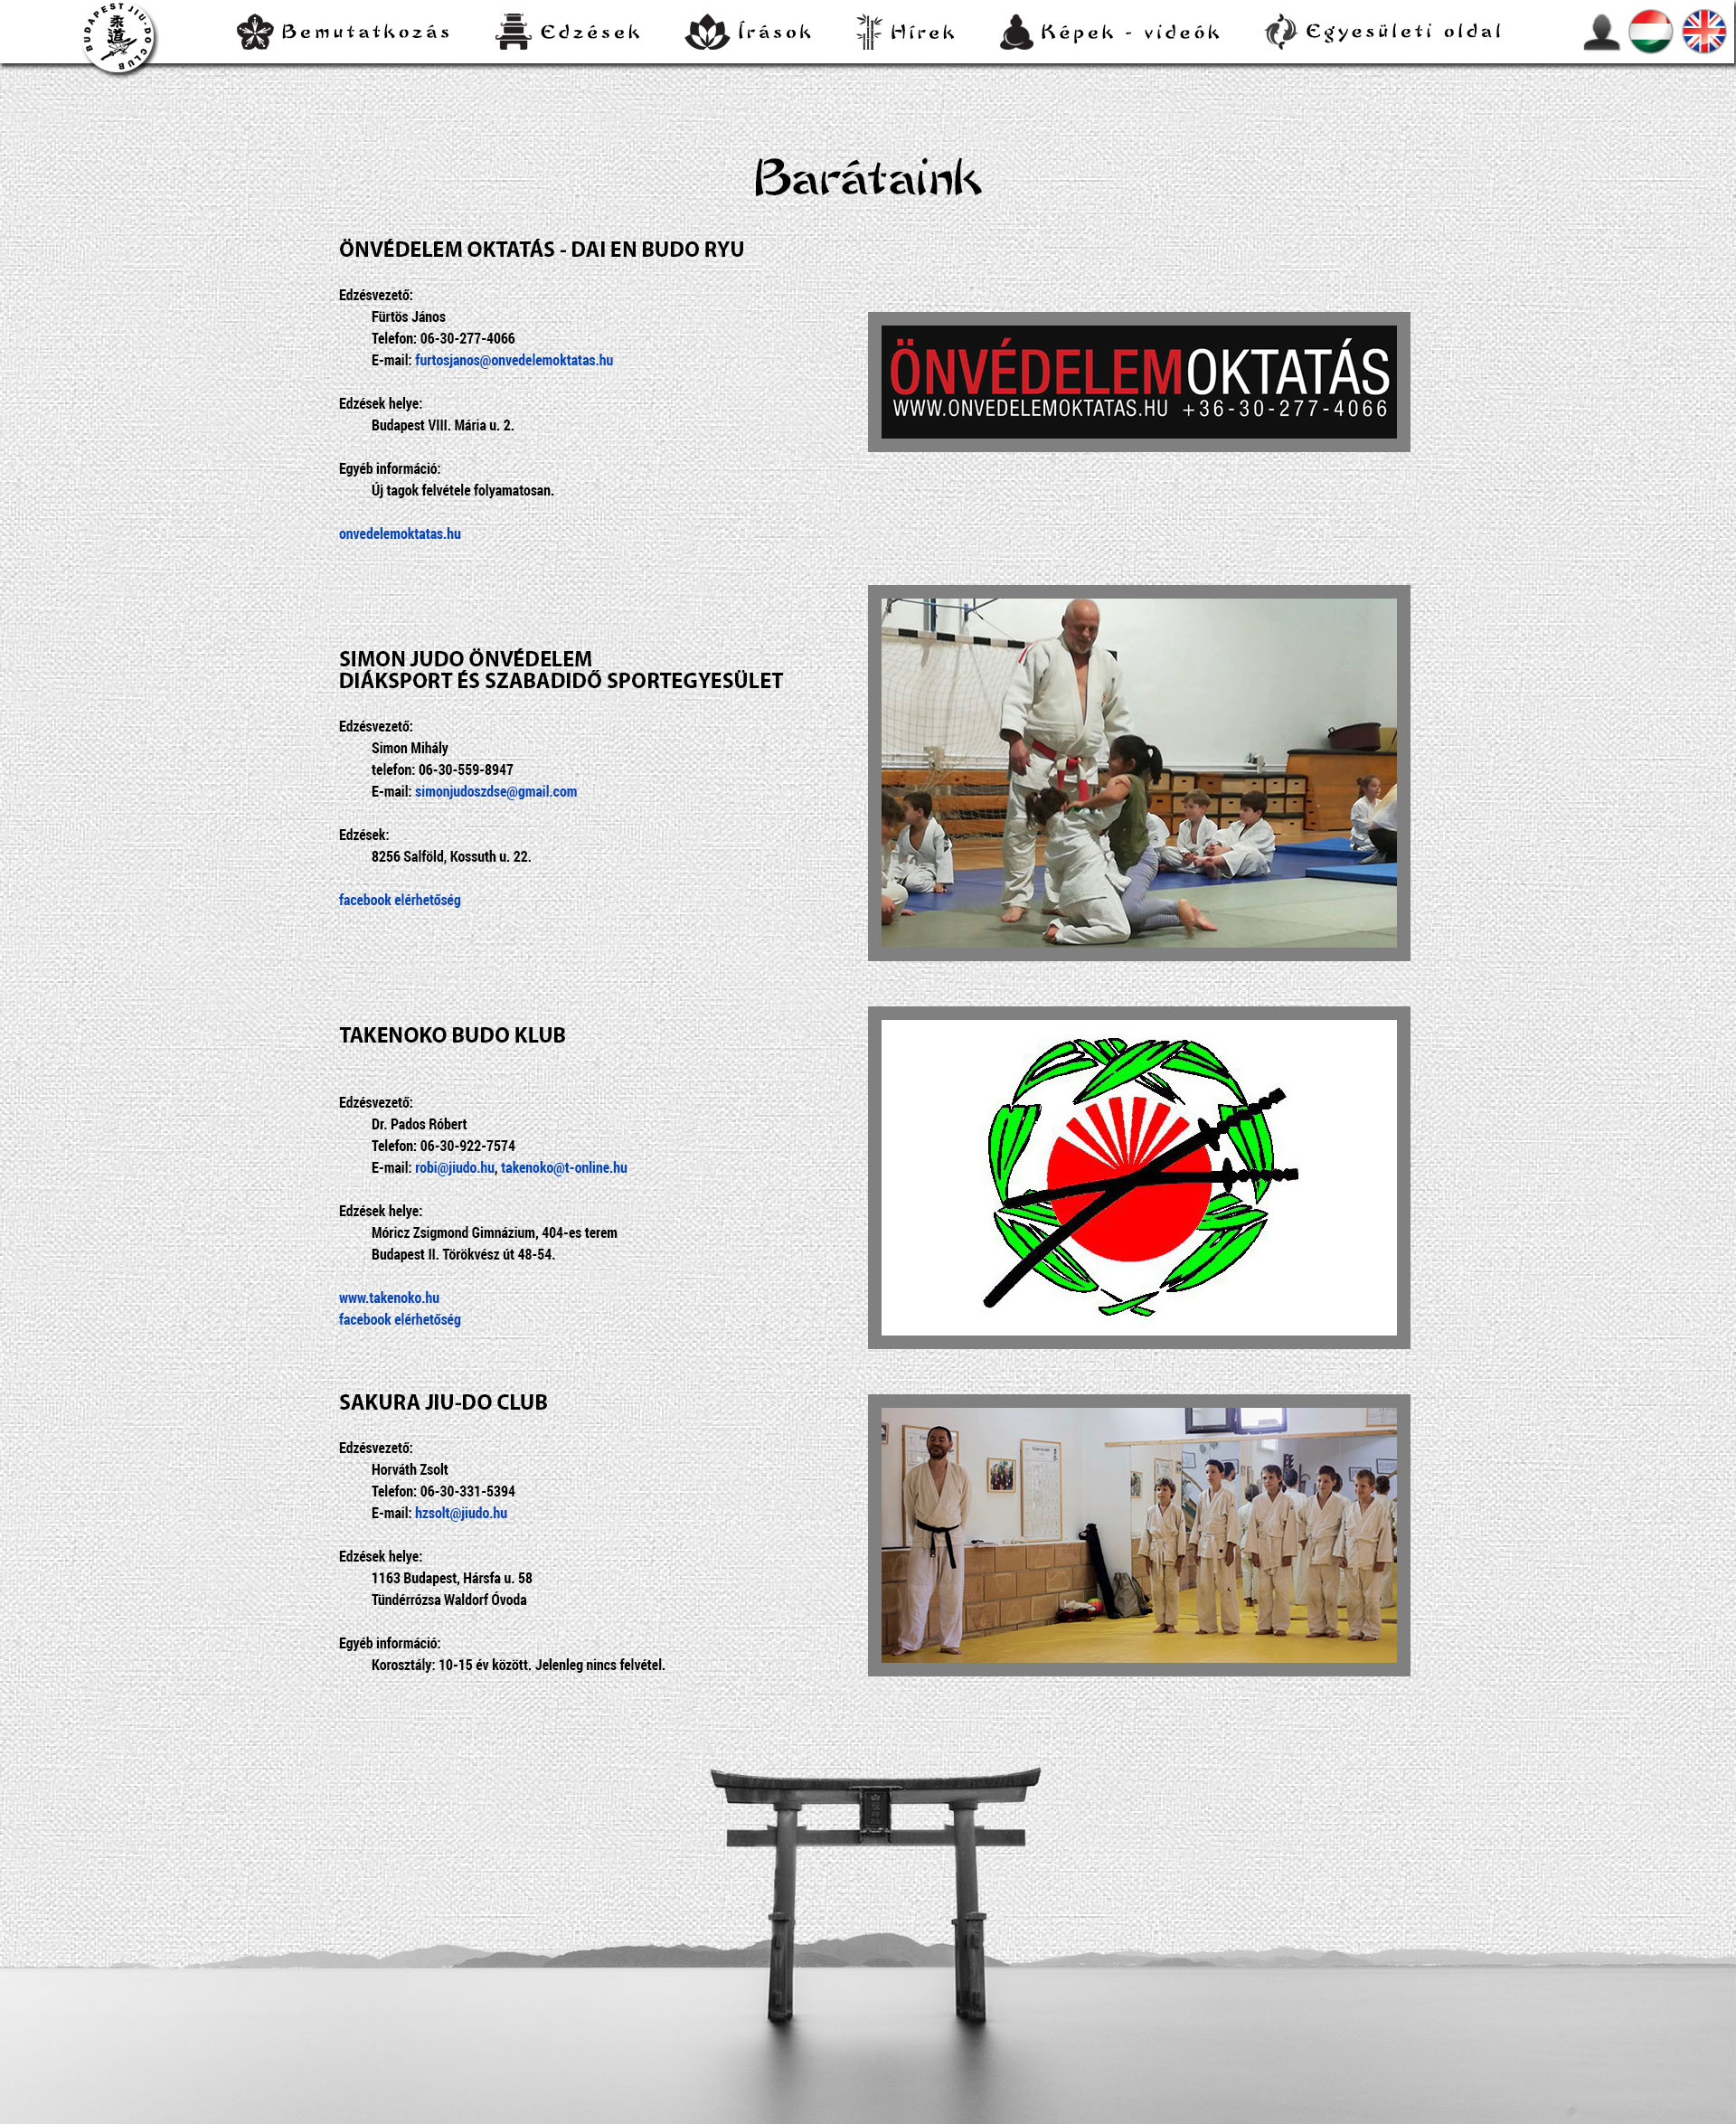 BUDAPEST JIU-DO CLUB
柔道
Bemutatkozás
Edzések
Írások
Hírek
Képek - videók
Egyesületi oldal
Barátaink
ÖNVÉDELEM OKTATÁS - DAI EN BUDO RYU
Edzésvezető:
Fürtös János
Telefon: 06-30-277-4066
E-mail: furtosjanos@onvedelemoktatas.hu
Edzések helye:
Budapest VIII. Mária u. 2.
Egyéb információ:
Új tagok felvétele folyamatosan.
onvedelemoktatas.hu
ÖNVÉDELEMOKTATÁS
WWW.ONVEDELEMOKTATAS.HU +36-30-277-4066
SIMON JUDO ÖNVÉDELEM
DIÁKSPORT ÉS SZABADIDŐ SPORTEGYESÜLET
Edzésvezető:
Simon Mihály
telefon: 06-30-559-8947
E-mail: simonjudoszdse@gmail.com
Edzések:
8256 Salföld, Kossuth u. 22.
facebook elérhetőség
TAKENOKO BUDO KLUB
Edzésvezető:
Dr. Pados Róbert
Telefon: 06-30-922-7574
E-mail: robi@jiudo.hu, takenoko@t-online.hu
Edzések helye:
Móricz Zsigmond Gimnázium, 404-es terem
Budapest II. Törökvész út 48-54.
www.takenoko.hu
facebook elérhetőség
SAKURA JIU-DO CLUB
Edzésvezető:
Horváth Zsolt
Telefon: 06-30-331-5394
E-mail: hzsolt@jiudo.hu
Edzések helye:
1163 Budapest, Hársfa u. 58
Tündérrózsa Waldorf Óvoda
Egyéb információ:
Korosztály: 10-15 év között. Jelenleg nincs felvétel.